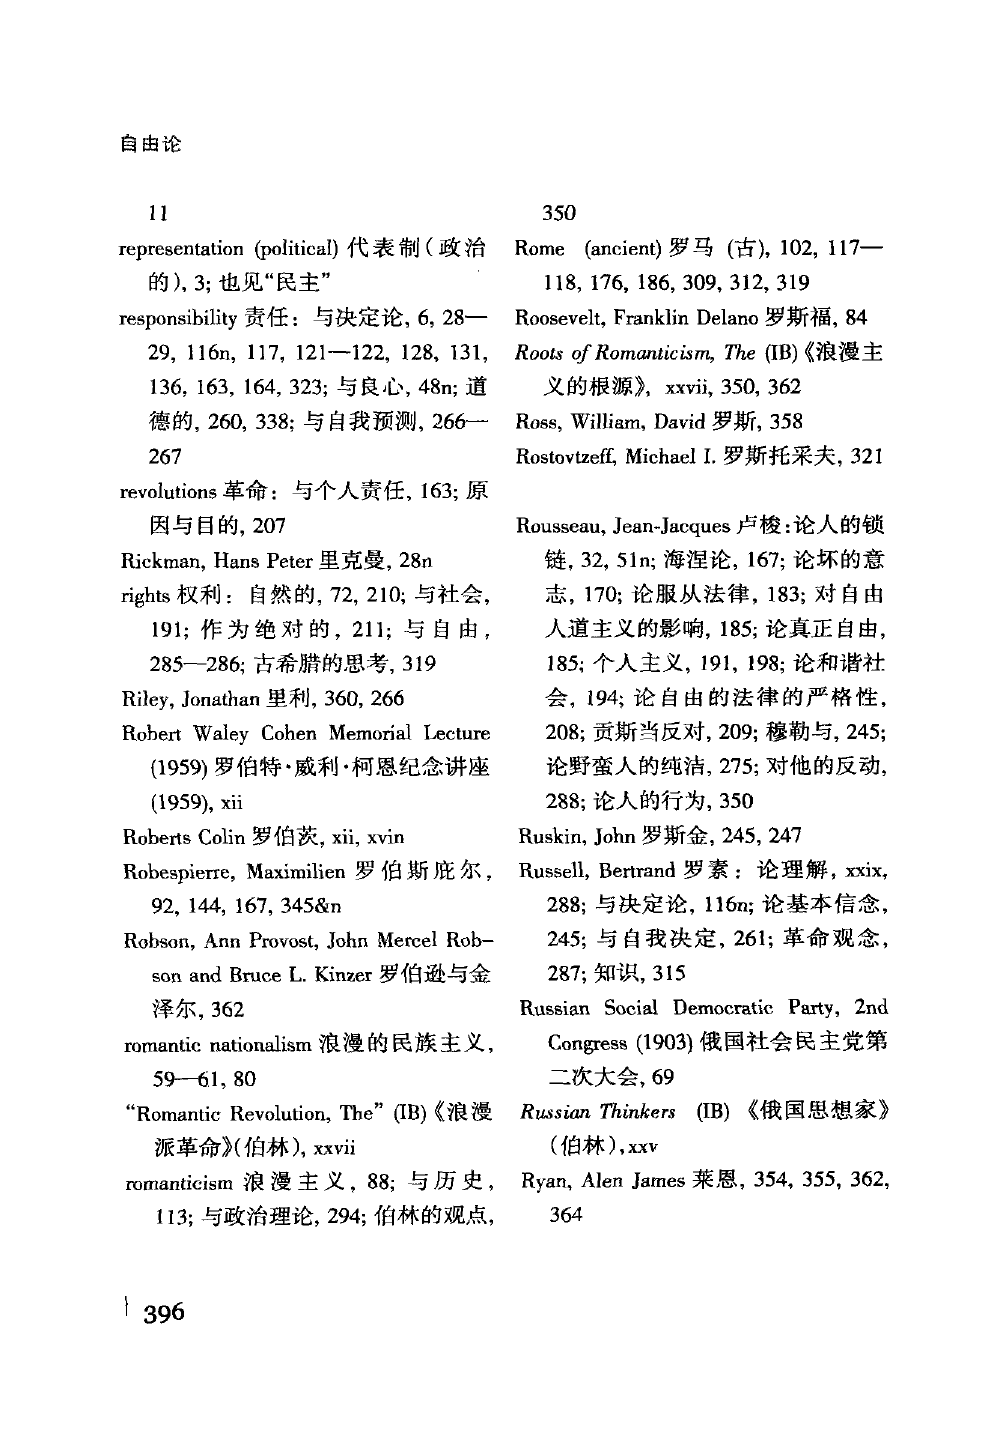 自由论
11
representation (political) 代表制(政治
的), 3; 也见“民主”
responsibility 责任: 与决定论, 6, 28—
29, 116n, 117, 121—122, 128, 131,
136, 163, 164, 323; 与良心, 48n; 道
德的, 260, 338; 与自我预测, 266—
267
revolutions 革命: 与个人责任, 163; 原
因与目的, 207
Rickman, Hans Peter 里克曼, 28n
rights 权利: 自然的, 72, 210; 与社会,
191; 作为绝对的, 211; 与自由,
285—286; 古希腊的思考, 319
Riley, Jonathan 里利, 360, 266
Robert Waley Cohen Memorial Lecture
(1959) 罗伯特·威利·柯恩纪念讲座
(1959), xii
Roberts Colin 罗伯茨, xii, xvin
Robespierre, Maximilien 罗伯斯庇尔,
92, 144, 167, 345&n
Robson, Ann Provost, John Mercel Rob-
son and Bruce L. Kinzer 罗伯逊与金
泽尔, 362
romantic nationalism 浪漫的民族主义,
59—61, 80
“Romantic Revolution, The” (IB)《浪漫
派革命》(伯林), xxvii
romanticism 浪漫主义, 88; 与历史,
113; 与政治理论, 294; 伯林的观点,
350
Rome (ancient) 罗马 (古), 102, 117—
118, 176, 186, 309, 312, 319
Roosevelt, Franklin Delano 罗斯福, 84
Roots of Romanticism, The (IB)《浪漫主
义的根源》, xxvii, 350, 362
Ross, William, David 罗斯, 358
Rostovtzeff, Michael I. 罗斯托采夫, 321
Rousseau, Jean-Jacques 卢梭:论人的锁
链, 32, 51n; 海涅论, 167; 论坏的意
志, 170; 论服从法律, 183; 对自由
人道主义的影响, 185; 论真正自由,
185; 个人主义, 191, 198; 论和谐社
会, 194; 论自由的法律的严格性,
208; 贡斯当反对, 209; 穆勒与, 245;
论野蛮人的纯洁, 275; 对他的反动,
288; 论人的行为, 350
Ruskin, John 罗斯金, 245, 247
Russell, Bertrand 罗素: 论理解, xxix,
288; 与决定论, 116n; 论基本信念,
245; 与自我决定, 261; 革命观念,
287; 知识, 315
Russian Social Democratic Party, 2nd
Congress (1903) 俄国社会民主党第
二次大会, 69
Russian Thinkers (IB) 《俄国思想家》
(伯林),xxv
Ryan, Alen James 莱恩, 354, 355, 362,
364
396